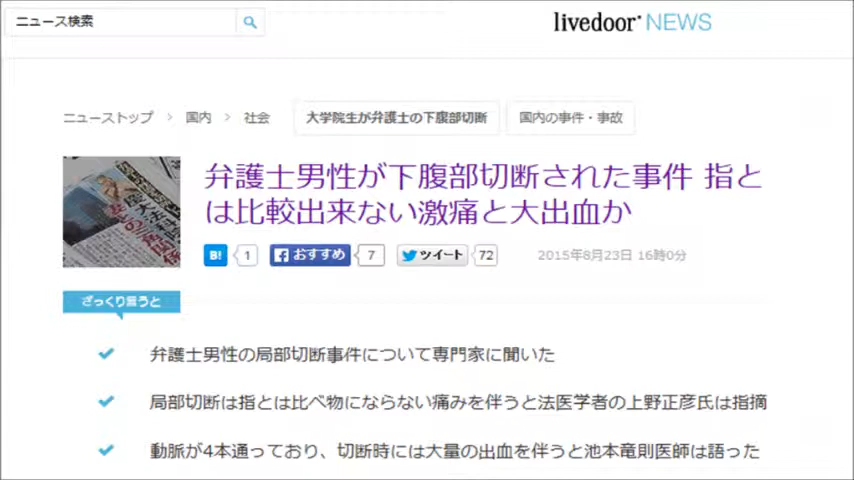 ニュース検索
livedoor NEWS
ニューストップ > 国内 > 社会 大学院生が弁護士の下腹部切断 国内の事件・事故
弁護士男性が下腹部切断された事件 指と
は比較出来ない激痛と大出血か
B! 1 おすすめ 7 ツイート 72 2015年8月23日 16時0分
ざっくり言うと
弁護士男性の局部切断事件について専門家に聞いた
局部切断は指とは比べ物にならない痛みを伴うと法医学者の上野正彦氏は指摘
動脈が4本通っており、切断時には大量の出血を伴うと池本竜則医師は語った